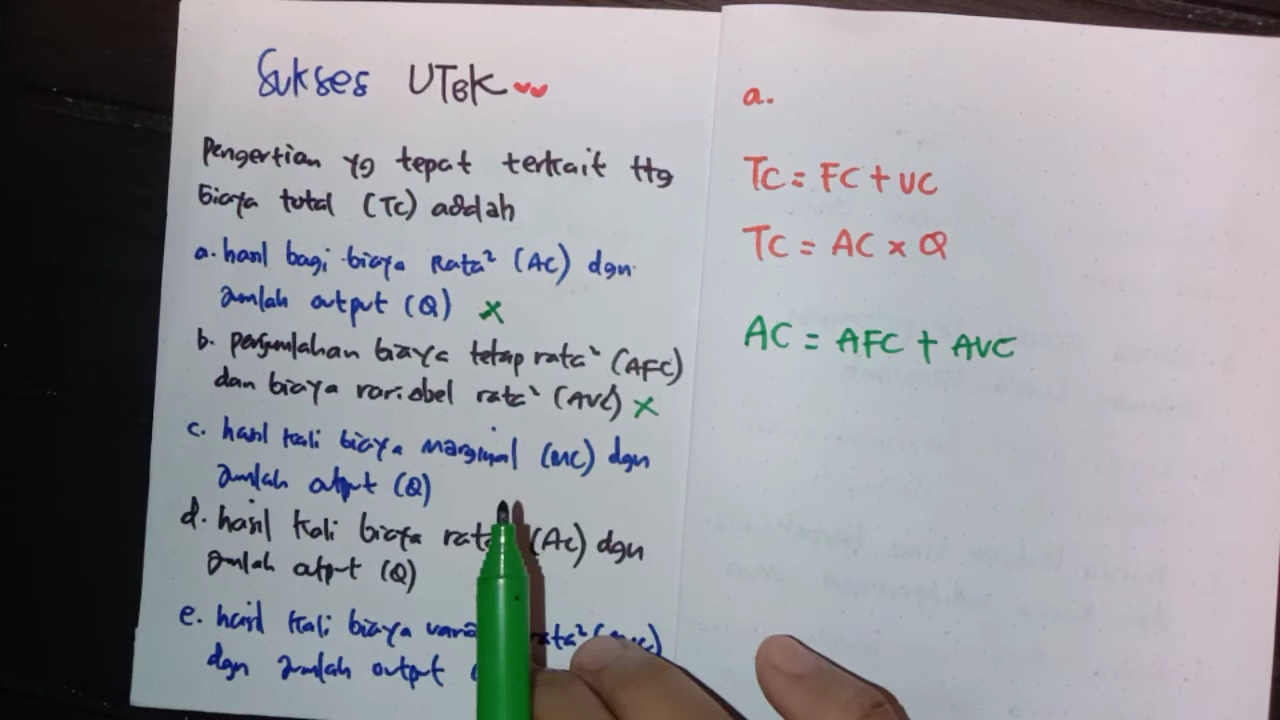 Sukses UTBK
Pengertian yg tepat terkait ttg
biaya total (TC) adalah
a. hasil bagi biaya rata² (AC) dgn
jumlah output (Q) x
b. penjumlahan biaya tetap rata² (AFC)
dan biaya variabel rata² (AVC) x
c. hasil kali biaya marginal (MC) dgn
jumlah output (Q)
d. hasil kali biaya rata² (AC) dgn
jumlah output (Q)
e. hasil kali biaya rata²
dgn jumlah output
a.
TC = FC + VC
TC = AC x Q
AC = AFC + AVC